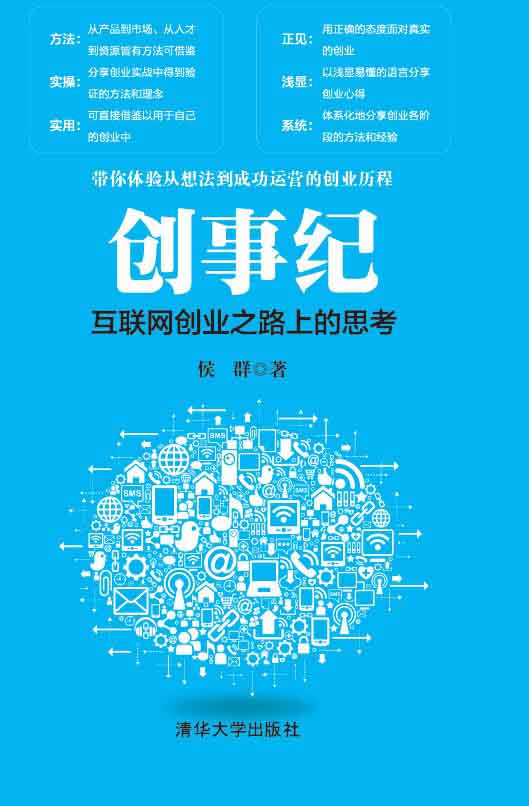 方法：从产品到市场、从人才
到资源皆有方法可借鉴
实操：分享创业实战中得到验
证的方法和理念
实用：可直接借鉴以用于自己
的创业中
正见：用正确的态度面对真实
的创业
浅显：以浅显易懂的语言分享
创业心得
系统：体系化地分享创业各阶
段的方法和经验
带你体验从想法到成功运营的创业历程
创事纪
互联网创业之路上的思考
侯 群◎著
SMS
SMS
SMS
@
清华大学出版社